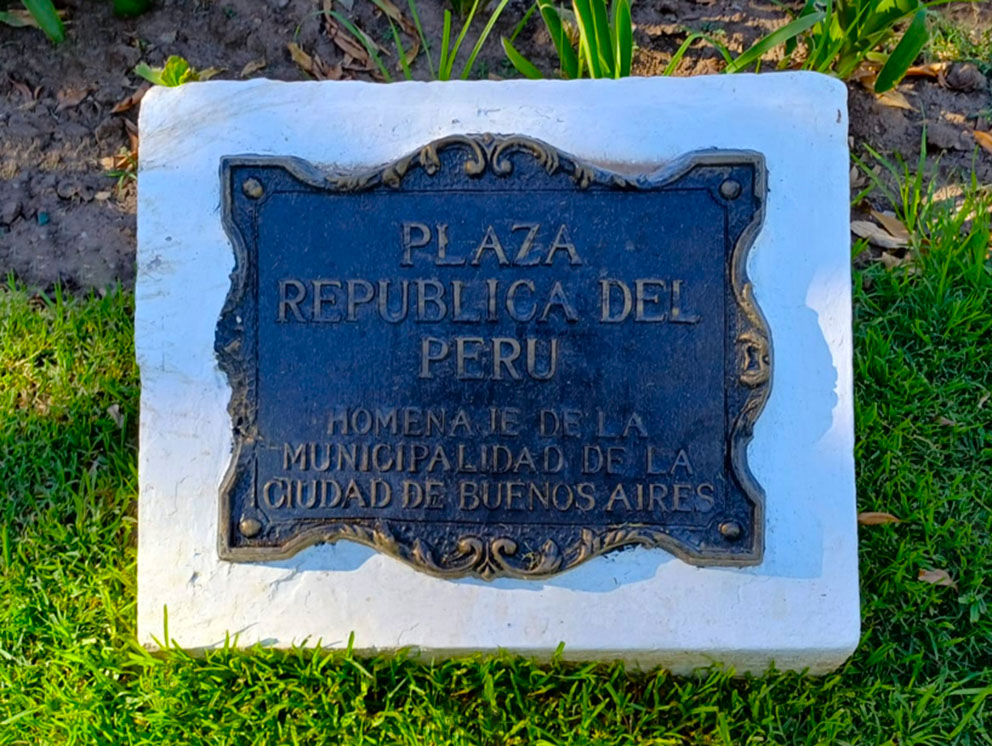 PLAZA
REPUBLICA DEL
PERU
HOMENAJE DE LA
MUNICIPALIDAD DE LA
CIUDAD DE BUENOS AIRES